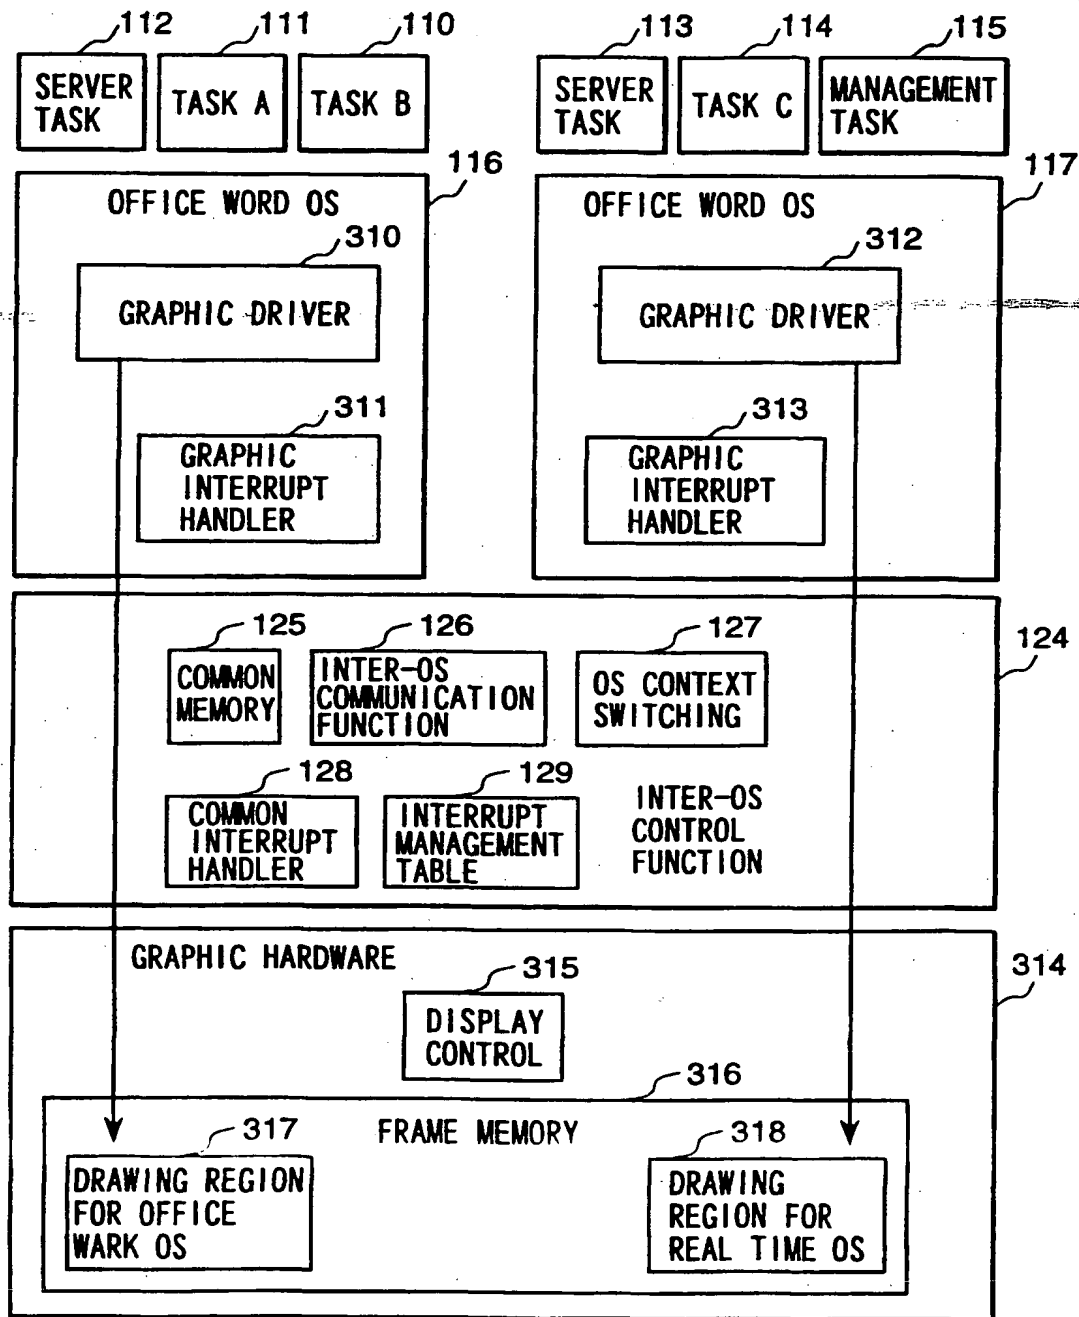 112
111
110
113
114
115
SERVER
TASK
TASK A
TASK B
SERVER
TASK
TASK C
MANAGEMENT
TASK
116
117
OFFICE WORD OS
OFFICE WORD OS
310
312
GRAPHIC DRIVER
GRAPHIC DRIVER
311
313
GRAPHIC
INTERRUPT
HANDLER
GRAPHIC
INTERRUPT
HANDLER
124
125
126
127
COMMON
MEMORY
INTER-OS
COMMUNICATION
FUNCTION
OS CONTEXT
SWITCHING
128
129
COMMON
INTERRUPT
HANDLER
INTERRUPT
MANAGEMENT
TABLE
INTER-OS
CONTROL
FUNCTION
GRAPHIC HARDWARE
314
315
DISPLAY
CONTROL
316
FRAME MEMORY
317
318
DRAWING REGION
FOR OFFICE
WARK OS
DRAWING
REGION FOR
REAL TIME OS